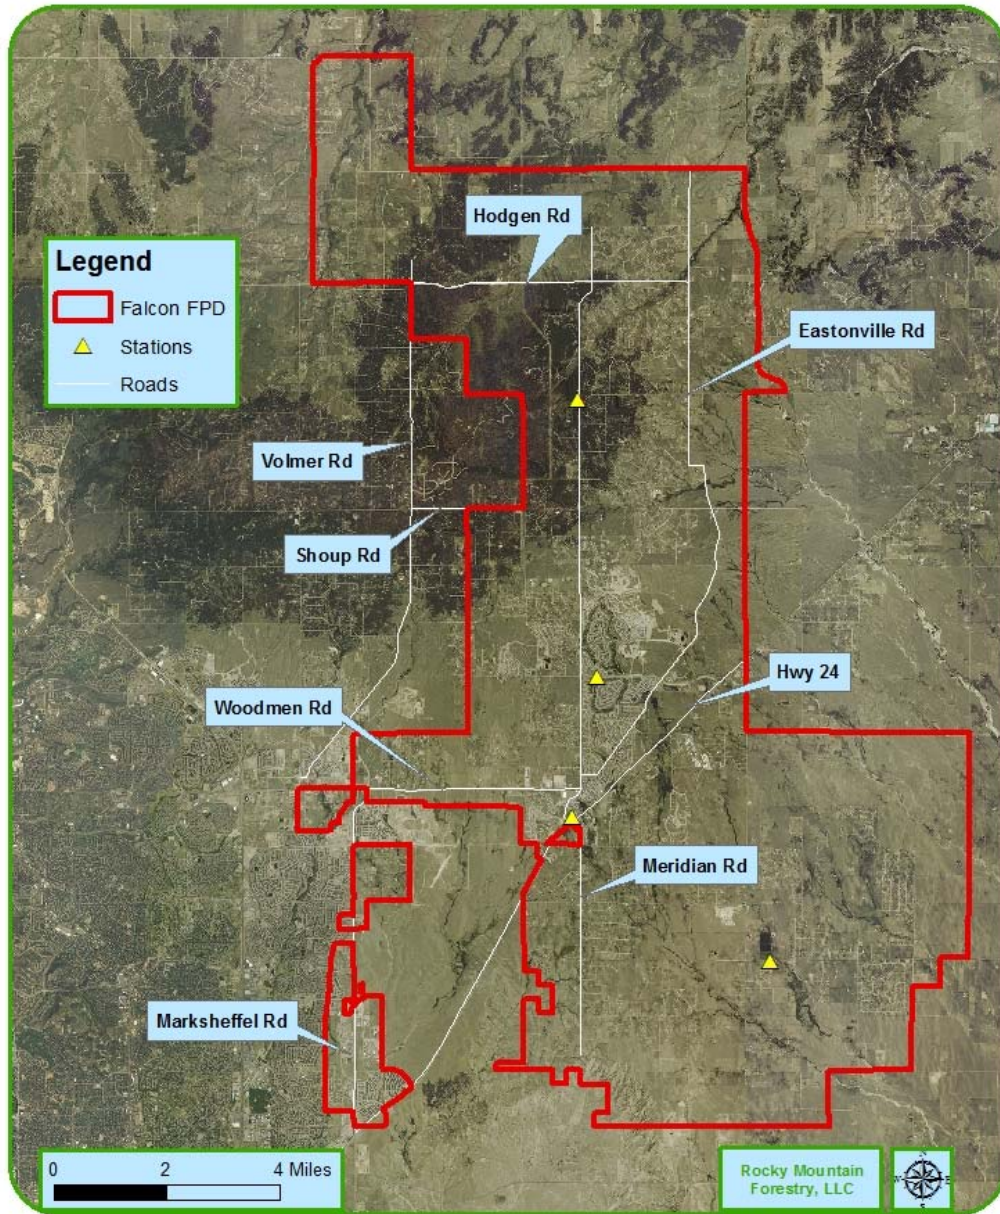 Hodgen Rd
Legend
Falcon FPD
Stations
Roads
Eastonville Rd
Volmer Rd
Shoup Rd
Hwy 24
Woodmen Rd
Meridian Rd
Marksheffel Rd
0 2 4 Miles
Rocky Mountain
Forestry, LLC
N
W E
S